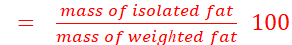 = mass of isolated fat / mass of weighted fat 100